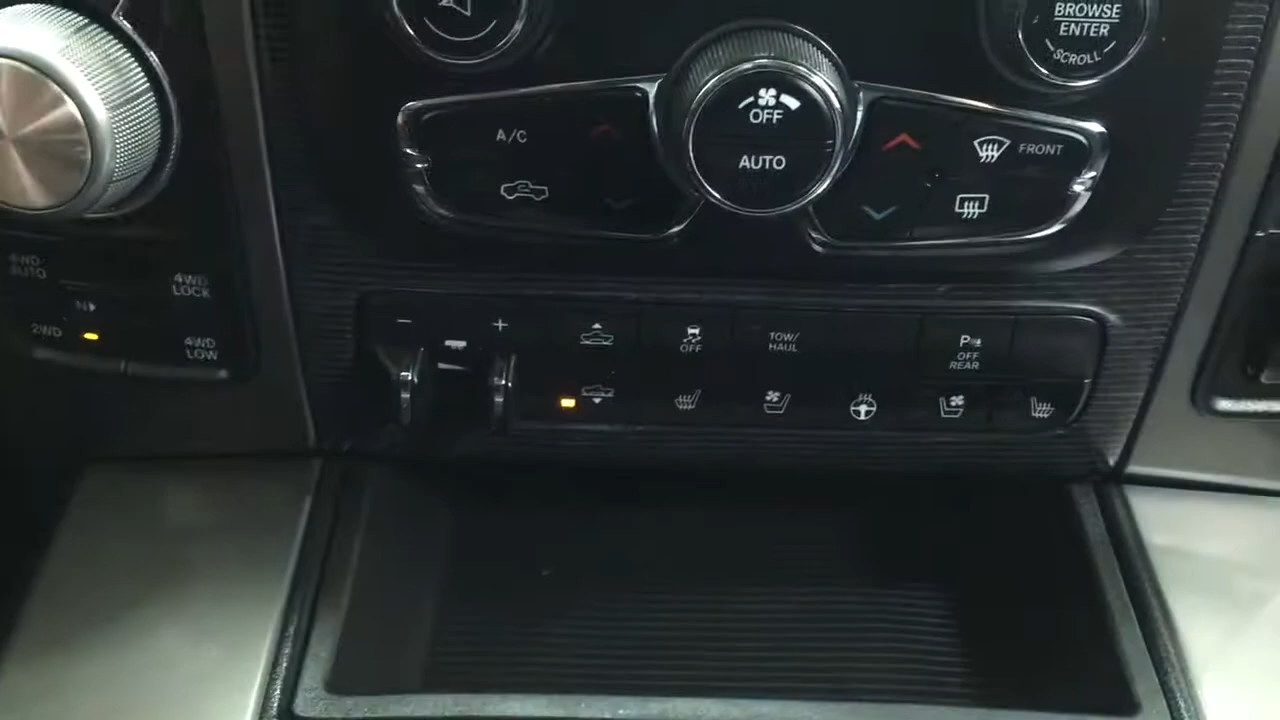 BROWSE
ENTER
SCROLL
OFF
AUTO
A/C
FRONT
4WD
AUTO
4WD
LOCK
N
2WD
4WD
LOW
− +
OFF
TOW/
HAUL
P
OFF
REAR